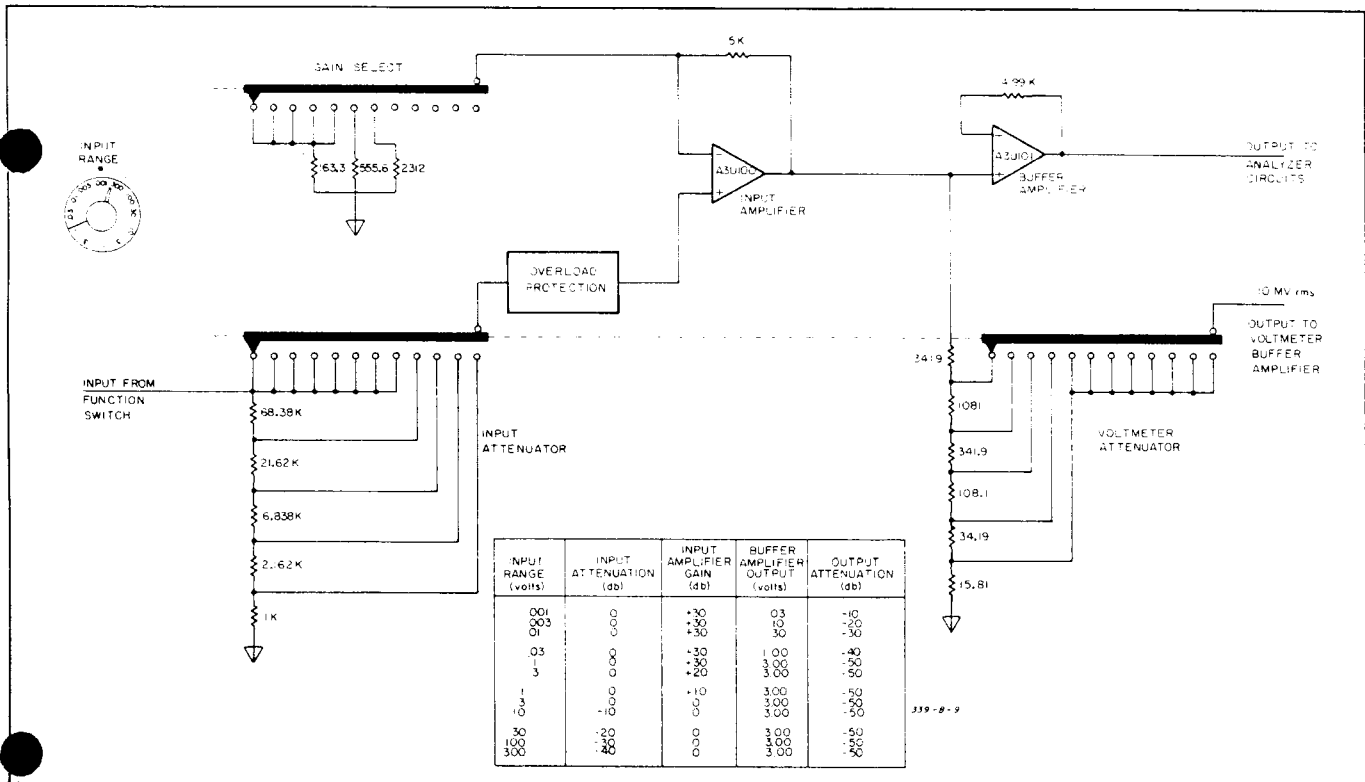 GAIN SELECT
5K
4.99K
163.3
555.6
2312
INPUT
RANGE
A3U100
INPUT
AMPLIFIER
A3U101
BUFFER
AMPLIFIER
OUTPUT TO
ANALYZER
CIRCUITS
OVERLOAD
PROTECTION
10 MV rms
OUTPUT TO
VOLTMETER
BUFFER
AMPLIFIER
INPUT FROM
FUNCTION
SWITCH
68.38K
21.62K
6.838K
2.162K
1K
INPUT
ATTENUATOR
3419
1081
341.9
108.1
34.19
15.81
VOLTMETER
ATTENUATOR
INPUT RANGE (volts) INPUT ATTENUATION (db) INPUT AMPLIFIER GAIN (db) BUFFER AMPLIFIER OUTPUT (volts) OUTPUT ATTENUATION (db)
.001 0 +30 .03 -10
.003 0 +30 .10 -20
.01 0 +30 .30 -30
.03 0 +30 1.00 -40
.1 0 +30 3.00 -50
.3 0 +20 3.00 -50
1 0 +10 3.00 -50
3 0 0 3.00 -50
10 -10 0 3.00 -50
30 -20 0 3.00 -50
100 -30 0 3.00 -50
300 -40 0 3.00 -50
339-B-9